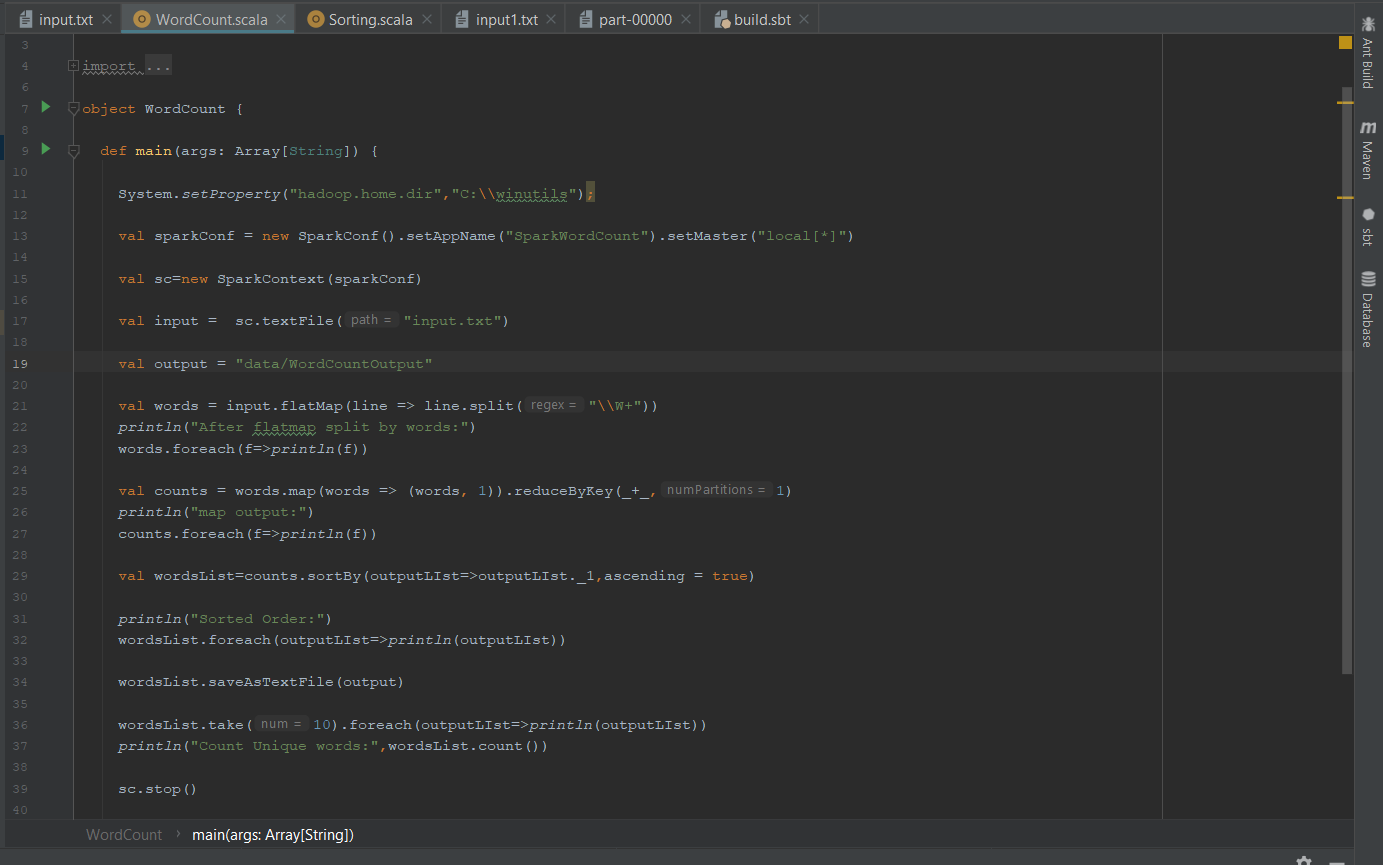 input.txt WordCount.scala Sorting.scala input1.txt part-00000 build.sbt
3
4 import ...
6
7 object WordCount {
8
9 def main(args: Array[String]) {
10
11 System.setProperty("hadoop.home.dir","C:\\winutils");
12
13 val sparkConf = new SparkConf().setAppName("SparkWordCount").setMaster("local[*]")
14
15 val sc=new SparkContext(sparkConf)
16
17 val input =  sc.textFile( path = "input.txt")
18
19 val output = "data/WordCountOutput"
20
21 val words = input.flatMap(line => line.split( regex = "\\W+"))
22 println("After flatmap split by words:")
23 words.foreach(f=>println(f))
24
25 val counts = words.map(words => (words, 1)).reduceByKey(_+_, numPartitions = 1)
26 println("map output:")
27 counts.foreach(f=>println(f))
28
29 val wordsList=counts.sortBy(outputLIst=>outputLIst._1,ascending = true)
30
31 println("Sorted Order:")
32 wordsList.foreach(outputLIst=>println(outputLIst))
33
34 wordsList.saveAsTextFile(output)
35
36 wordsList.take( num = 10).foreach(outputLIst=>println(outputLIst))
37 println("Count Unique words:",wordsList.count())
38
39 sc.stop()
40
WordCount › main(args: Array[String])
Ant Build
m Maven
sbt
Database